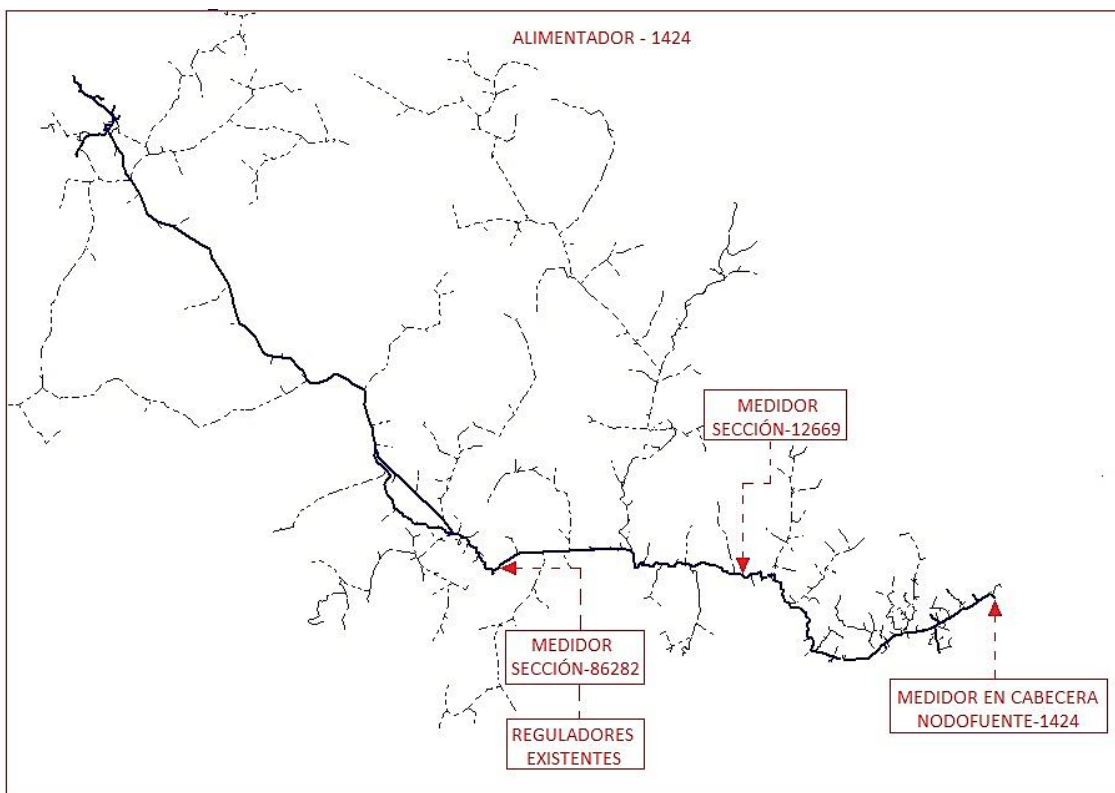 ALIMENTADOR - 1424
MEDIDOR
SECCIÓN-12669
MEDIDOR
SECCIÓN-86282
MEDIDOR EN CABECERA
NODOFUENTE-1424
REGULADORES
EXISTENTES